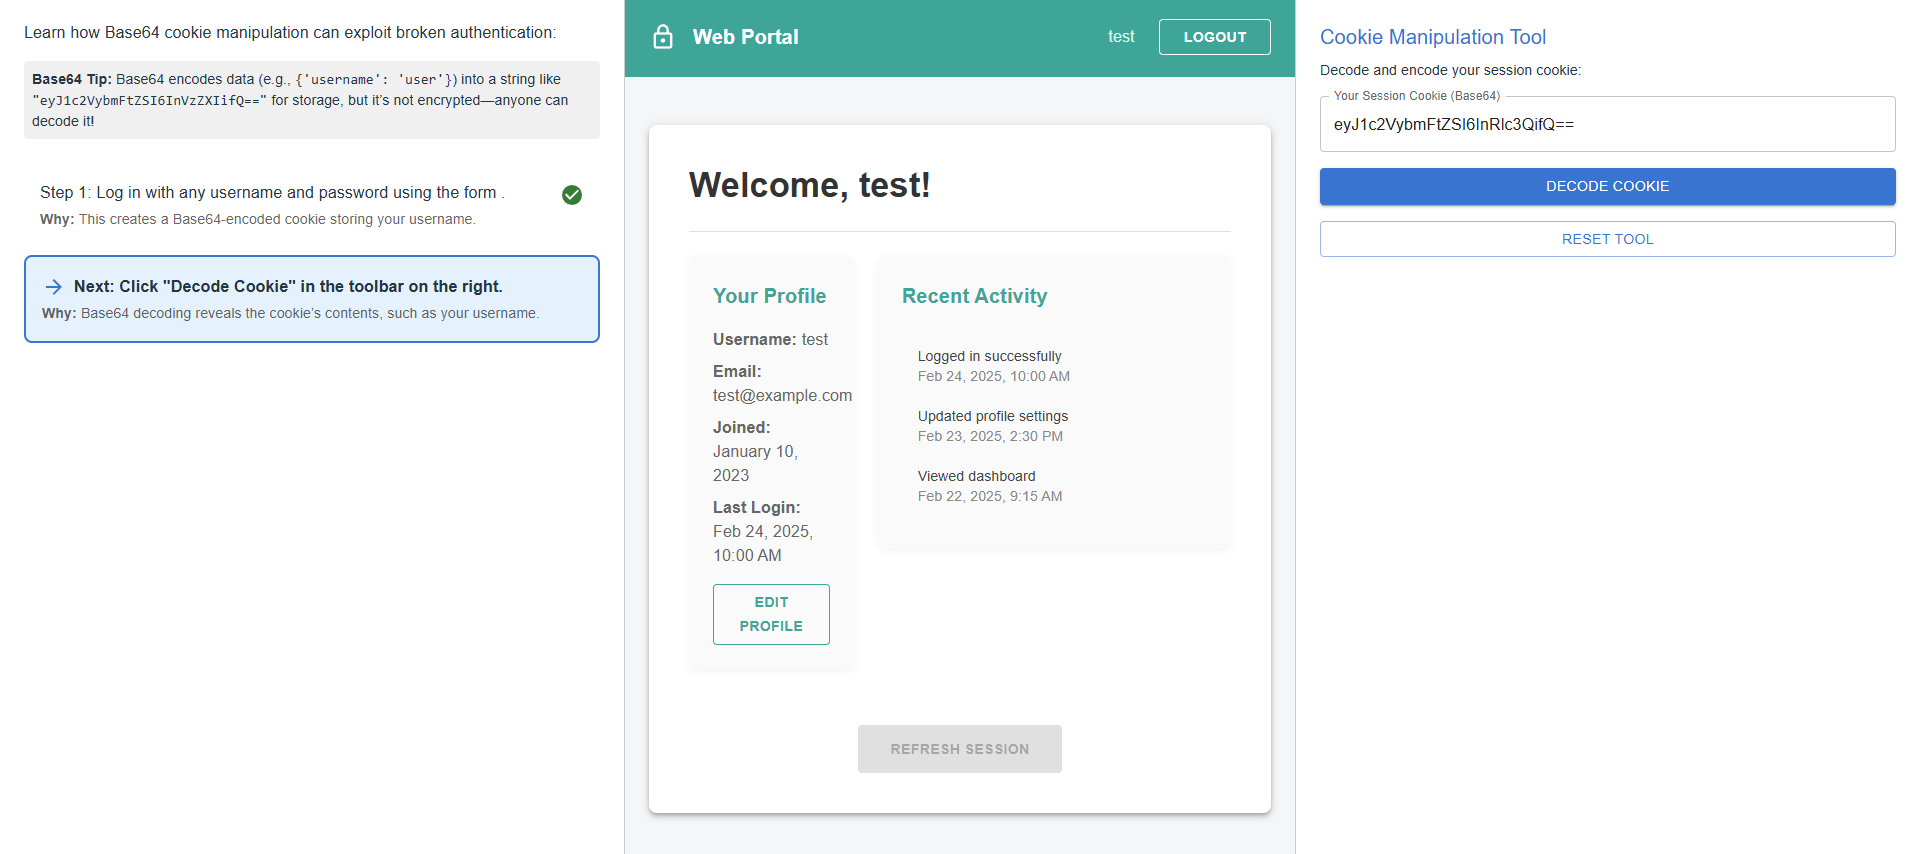 Learn how Base64 cookie manipulation can exploit broken authentication:
Base64 Tip: Base64 encodes data (e.g., {'username': 'user'}) into a string like
"eyJ1c2VybmFtZSI6InVzZXIifQ==" for storage, but it's not encrypted—anyone can
decode it!
Step 1: Log in with any username and password using the form .
Why: This creates a Base64-encoded cookie storing your username.
Next: Click "Decode Cookie" in the toolbar on the right.
Why: Base64 decoding reveals the cookie's contents, such as your username.
Web Portal
test
LOGOUT
Welcome, test!
Your Profile
Username: test
Email:
test@example.com
Joined:
January 10,
2023
Last Login:
Feb 24, 2025,
10:00 AM
EDIT
PROFILE
Recent Activity
Logged in successfully
Feb 24, 2025, 10:00 AM
Updated profile settings
Feb 23, 2025, 2:30 PM
Viewed dashboard
Feb 22, 2025, 9:15 AM
REFRESH SESSION
Cookie Manipulation Tool
Decode and encode your session cookie:
Your Session Cookie (Base64)
eyJ1c2VybmFtZSI6InRlc3QifQ==
DECODE COOKIE
RESET TOOL